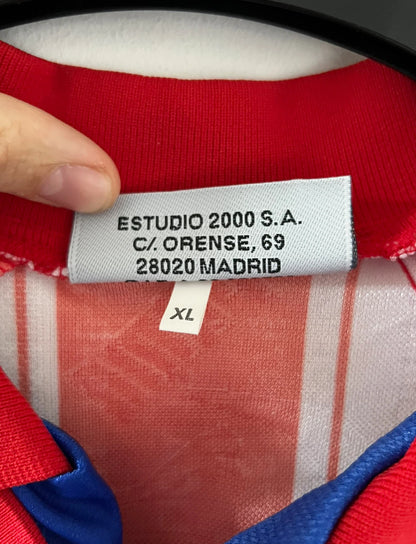 ESTUDIO 2000 S.A.
C/. ORENSE, 69
28020 MADRID
XL